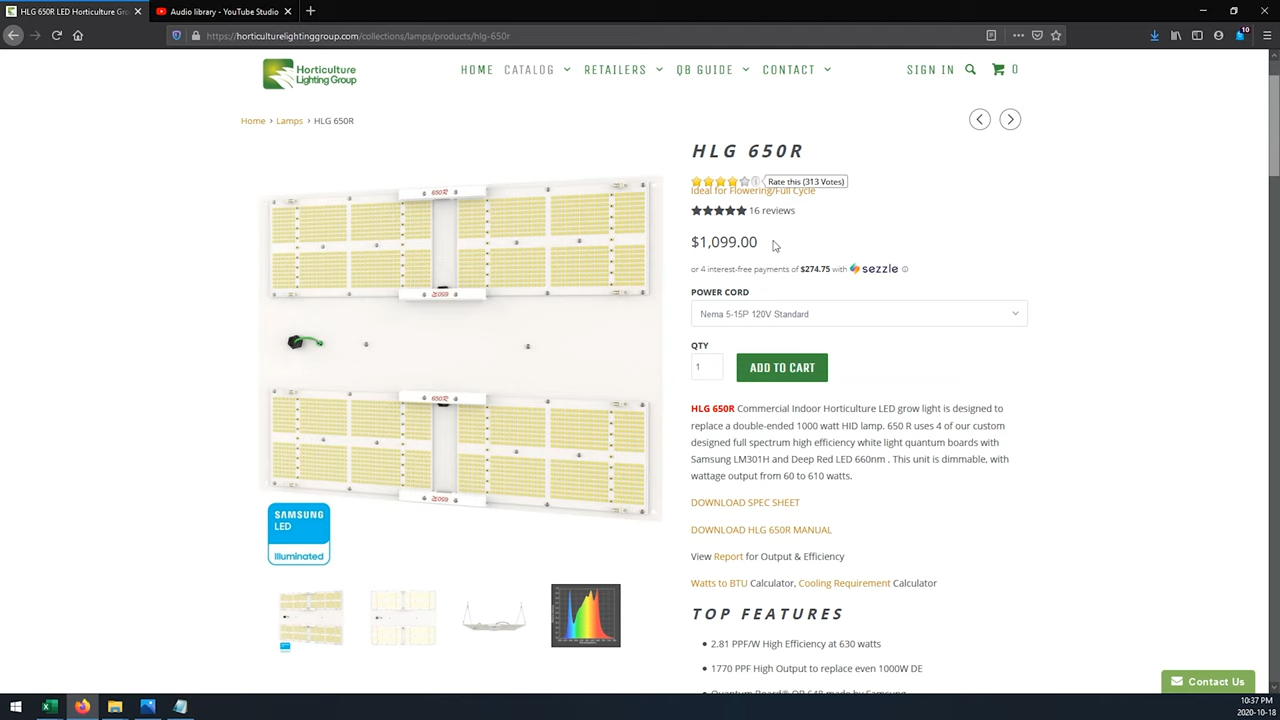 HLG 650R LED Horticulture Gro
Audio library - YouTube Studio
https://horticulturelightinggroup.com/collections/lamps/products/hlg-650r
10
Horticulture
Lighting Group
HOME CATALOG RETAILERS QB GUIDE CONTACT SIGN IN 0
Home › Lamps › HLG 650R
HLG 650R
Rate this (313 Votes)
Ideal for Flowering/Full Cycle
16 reviews
$1,099.00
or 4 interest-free payments of $274.75 with sezzle
POWER CORD
Nema 5-15P 120V Standard
QTY
1 ADD TO CART
HLG 650R Commercial Indoor Horticulture LED grow light is designed to
replace a double-ended 1000 watt HID lamp. 650 R uses 4 of our custom
designed full spectrum high efficiency white light quantum boards with
Samsung LM301H and Deep Red LED 660nm . This unit is dimmable, with
wattage output from 60 to 610 watts.
DOWNLOAD SPEC SHEET
DOWNLOAD HLG 650R MANUAL
View Report for Output & Efficiency
Watts to BTU Calculator, Cooling Requirement Calculator
TOP FEATURES
2.81 PPF/W High Efficiency at 630 watts
1770 PPF High Output to replace even 1000W DE
Quantum Board® QB 648 made by Samsung
650R
650R
650R
650R
SAMSUNG
LED
Illuminated
Contact Us
10:37 PM
2020-10-18